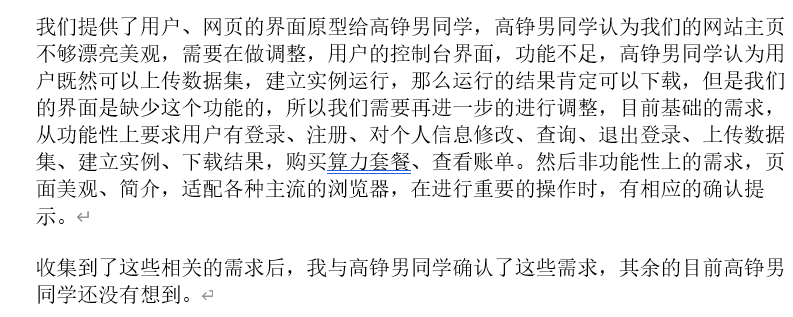 我们提供了用户、网页的界面原型给高铮男同学，高铮男同学认为我们的网站主页
不够漂亮美观，需要在做调整，用户的控制台界面，功能不足，高铮男同学认为用
户既然可以上传数据集，建立实例运行，那么运行的结果肯定可以下载，但是我们
的界面是缺少这个功能的，所以我们需要再进一步的进行调整，目前基础的需求，
从功能性上要求用户有登录、注册、对个人信息修改、查询、退出登录、上传数据
集、建立实例、下载结果，购买算力套餐、查看账单。然后非功能性上的需求，页
面美观、简介，适配各种主流的浏览器，在进行重要的操作时，有相应的确认提
示。
收集到了这些相关的需求后，我与高铮男同学确认了这些需求，其余的目前高铮男
同学还没有想到。